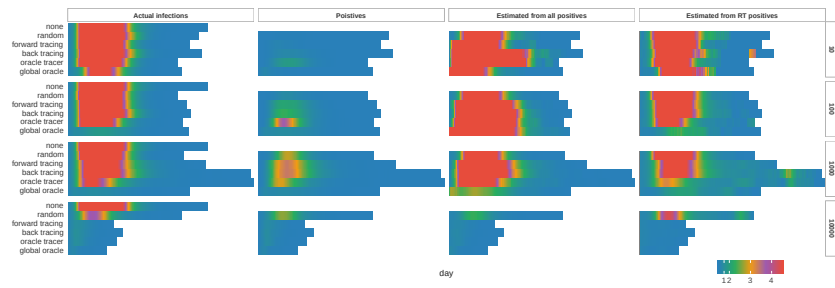 Actual infections
Poistives
Estimated from all positives
Estimated from RT positives
none
random
forward tracing
back tracing
oracle tracer
global oracle
30
none
random
forward tracing
back tracing
oracle tracer
global oracle
100
none
random
forward tracing
back tracing
oracle tracer
global oracle
1000
none
random
forward tracing
back tracing
oracle tracer
global oracle
10000
day
1 2 3 4